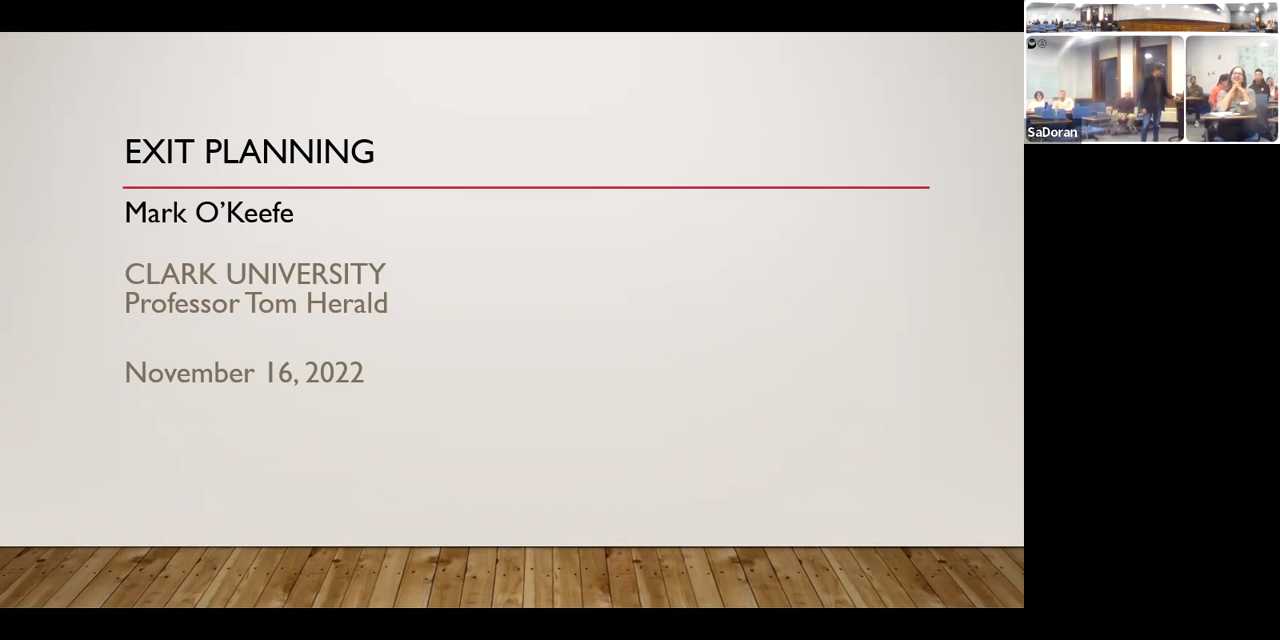 EXIT PLANNING
Mark O’Keefe
CLARK UNIVERSITY
Professor Tom Herald
November 16, 2022
SaDoran